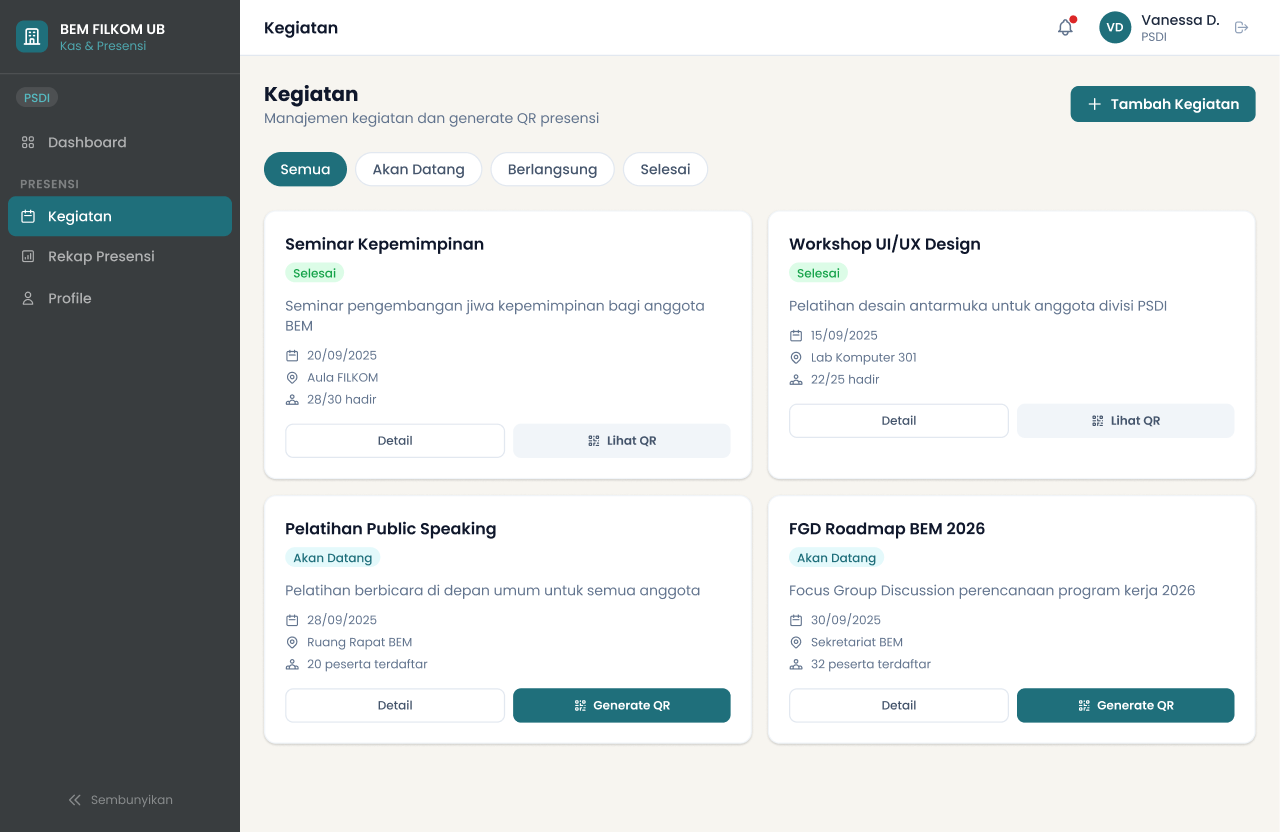 BEM FILKOM UB
Kas & Presensi
PSDI
Dashboard
PRESENSI
Kegiatan
Rekap Presensi
Profile
Sembunyikan
Kegiatan
VD
Vanessa D.
PSDI
Kegiatan
Manajemen kegiatan dan generate QR presensi
Tambah Kegiatan
Semua
Akan Datang
Berlangsung
Selesai
Seminar Kepemimpinan
Selesai
Seminar pengembangan jiwa kepemimpinan bagi anggota
BEM
20/09/2025
Aula FILKOM
28/30 hadir
Detail
Lihat QR
Workshop UI/UX Design
Selesai
Pelatihan desain antarmuka untuk anggota divisi PSDI
15/09/2025
Lab Komputer 301
22/25 hadir
Detail
Lihat QR
Pelatihan Public Speaking
Akan Datang
Pelatihan berbicara di depan umum untuk semua anggota
28/09/2025
Ruang Rapat BEM
20 peserta terdaftar
Detail
Generate QR
FGD Roadmap BEM 2026
Akan Datang
Focus Group Discussion perencanaan program kerja 2026
30/09/2025
Sekretariat BEM
32 peserta terdaftar
Detail
Generate QR